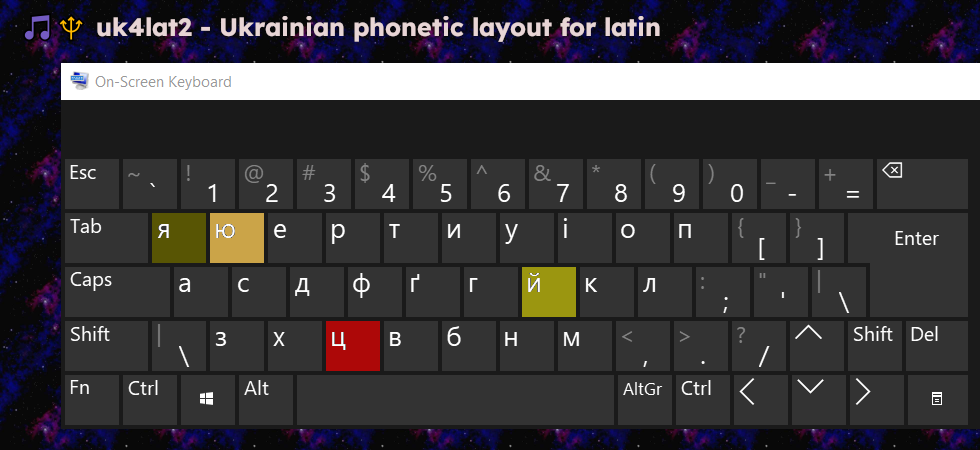 uk4lat2 - Ukrainian phonetic layout for latin
On-Screen Keyboard
Esc ~ ` ! 1 @ 2 # 3 $ 4 % 5 ^ 6 & 7 * 8 ( 9 ) 0 _ - + =
Tab я ю е р т и у і о п { [ } ] Enter
Caps а с д ф ґ г й к л : ; " ' | \
Shift | \ з х ц в б н м < , > . ? / Shift Del
Fn Ctrl Alt AltGr Ctrl